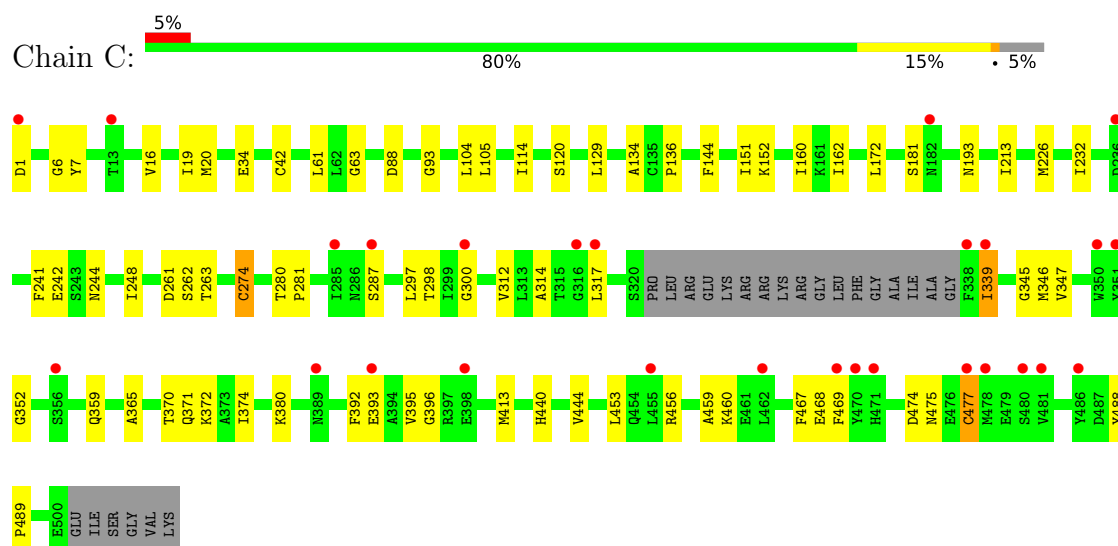 5%
Chain C:
80% 15% • 5%
D1 G6 Y7 T13 V16 I19 M20 E34 C42 L61 L62 G63 D88 G93 L104 L105 I114 S120 L129 A134 C135 P136 F144 I151 K152 I160 K161 I162 L172 S181 N182 N193 I213 M226 I232 D236
F241 E242 S243 N244 I248 D261 S262 T263 C274 T280 P281 I285 N286 S287 L297 T298 I299 G300 V312 L313 A314 T315 G316 L317 S320 PRO LEU ARG GLU LYS ARG ARG LYS ARG GLY LEU PHE GLY ALA ILE ALA GLY F338 I339 G345 M346 V347 W350 Y351
G352 S356 Q359 A365 T370 Q371 K372 A373 I374 K380 N389 F392 E393 A394 V395 G396 R397 E398 M413 H440 V444 L453 Q454 L455 R456 A459 K460 E461 L462 F467 E468 F469 Y470 H471 D474 N475 E476 C477 M478 E479 S480 V481 Y486 D487 Y488
P489 E500 GLU ILE SER GLY VAL LYS